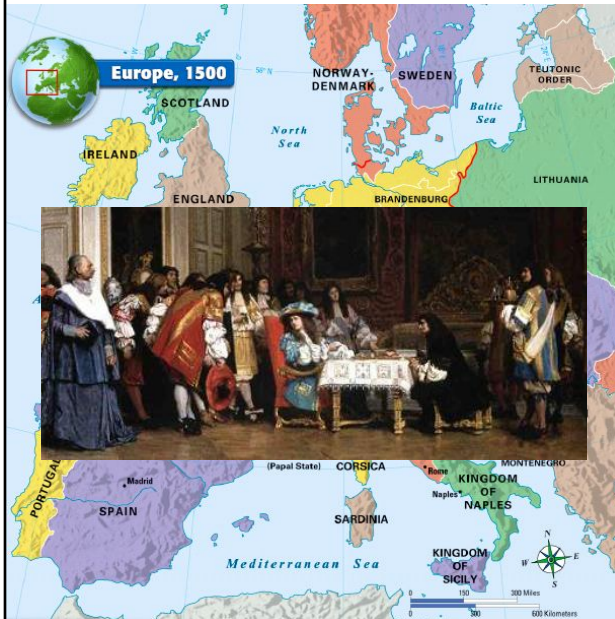 Europe, 1500
58° N
NORWAY-
DENMARK
SWEDEN
TEUTONIC
ORDER
SCOTLAND
Baltic
Sea
North
Sea
IRELAND
LITHUANIA
ENGLAND
BRANDENBURG
A
(Papal State)
CORSICA
Rome
MONTENEGRO
PORTUGAL
Madrid
SPAIN
Naples
KINGDOM
OF
NAPLES
SARDINIA
Mediterranean Sea
KINGDOM
OF
SICILY
N
W
E
S
0 150 300 Miles
0 300 600 Kilometers